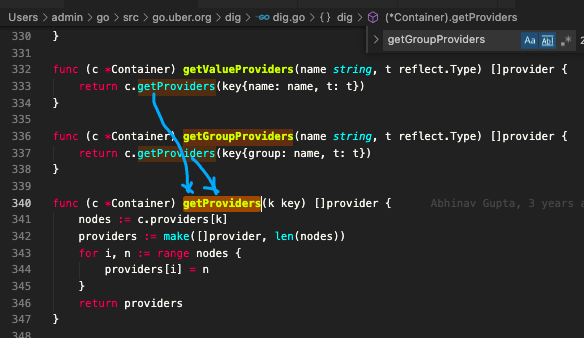 Users > admin > go > src > go.uber.org > dig > dig.go > {} dig > (*Container).getProviders
> getGroupProviders Aa Ab .* 2
330 }
331
332 func (c *Container) getValueProviders(name string, t reflect.Type) []provider {
333     return c.getProviders(key{name: name, t: t})
334 }
335
336 func (c *Container) getGroupProviders(name string, t reflect.Type) []provider {
337     return c.getProviders(key{group: name, t: t})
338 }
339
340 func (c *Container) getProviders(k key) []provider { Abhinav Gupta, 3 years a
341     nodes := c.providers[k]
342     providers := make([]provider, len(nodes))
343     for i, n := range nodes {
344         providers[i] = n
345     }
346     return providers
347 }
348